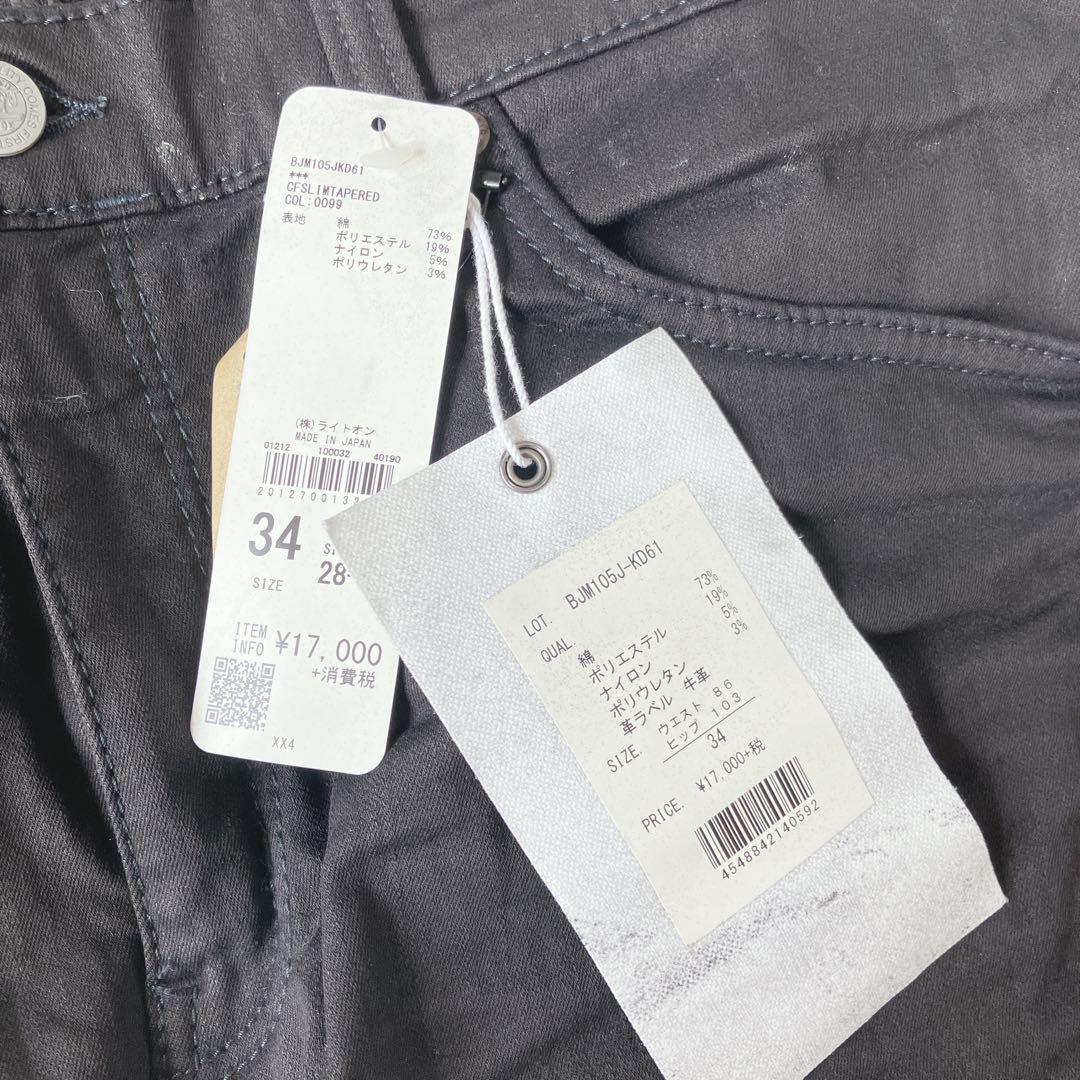 LITY COMES FIRST
BJM105JKD61
***
CFSLIMTAPERED
COL:0099
表地 綿 73%
ポリエステル 19%
ナイロン 5%
ポリウレタン 3%
(株)ライトオン
MADE IN JAPAN
01212 100032 40190
34
SIZE
28
ITEM INFO ¥17,000
+消費税
XX4
LOT. BJM105J-KD61
QUAL. 綿 73%
ポリエステル 19%
ナイロン 5%
ポリウレタン 3%
革ラベル 牛革
SIZE. ウエスト 86
ヒップ 103
34
PRICE. ¥17,000+税
4548842140592